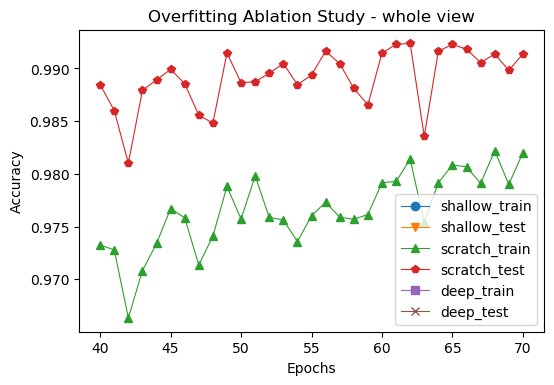 Overfitting Ablation Study - whole view
0.990
0.985
0.980
0.975
0.970
Accuracy
shallow_train
shallow_test
scratch_train
scratch_test
deep_train
deep_test
40 45 50 55 60 65 70
Epochs